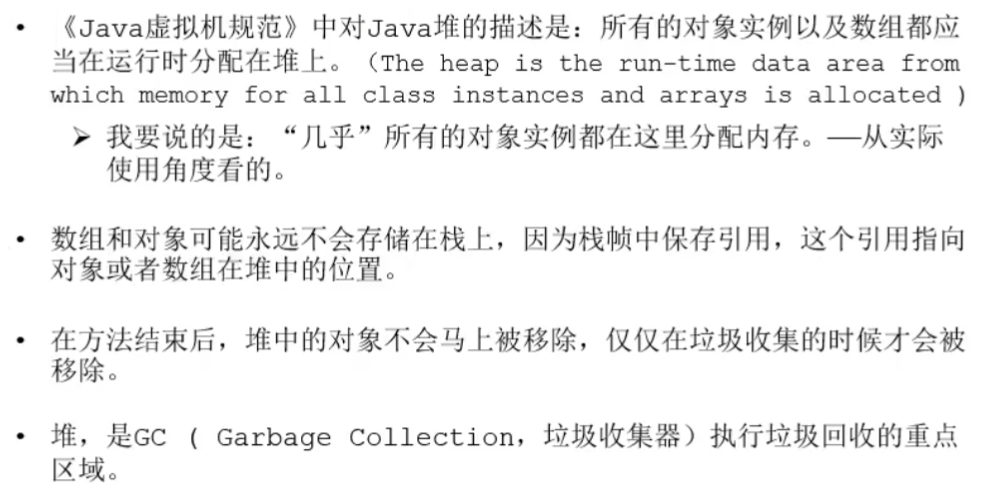 • 《Java虚拟机规范》中对Java堆的描述是：所有的对象实例以及数组都应
当在运行时分配在堆上。（The heap is the run-time data area from
which memory for all class instances and arrays is allocated )
➢ 我要说的是：“几乎”所有的对象实例都在这里分配内存。—从实际
使用角度看的。
• 数组和对象可能永远不会存储在栈上，因为栈帧中保存引用，这个引用指向
对象或者数组在堆中的位置。
• 在方法结束后，堆中的对象不会马上被移除，仅仅在垃圾收集的时候才会被
移除。
• 堆，是GC ( Garbage Collection，垃圾收集器）执行垃圾回收的重点
区域。